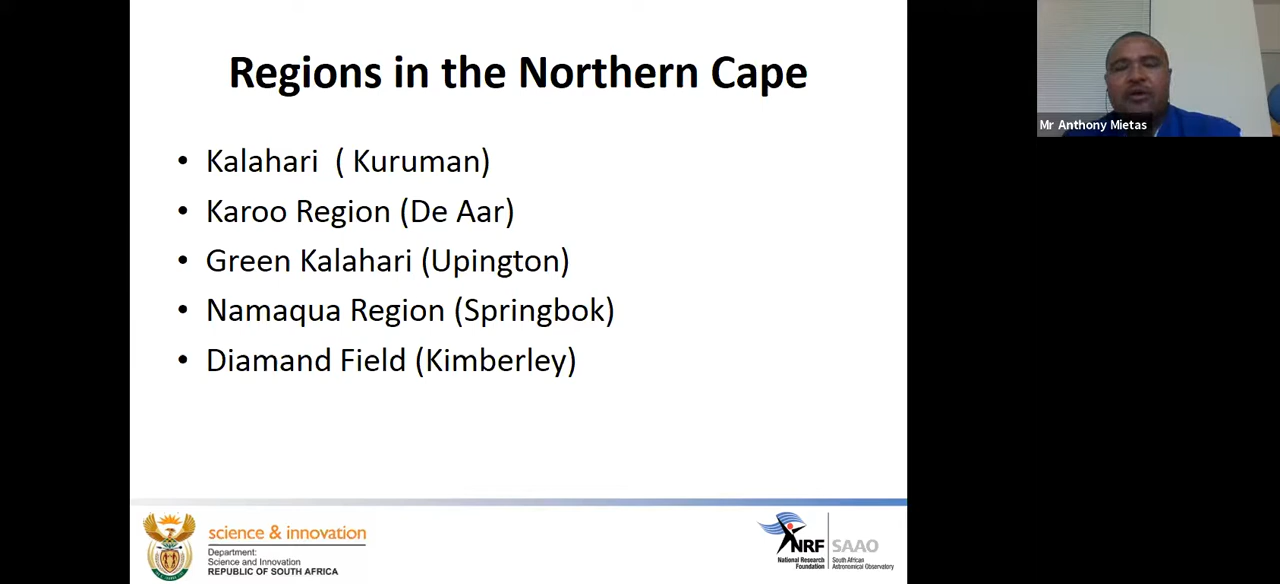 Regions in the Northern Cape
Mr Anthony Mietas
• Kalahari ( Kuruman)
• Karoo Region (De Aar)
• Green Kalahari (Upington)
• Namaqua Region (Springbok)
• Diamand Field (Kimberley)
science & innovation
Department:
Science and Innovation
REPUBLIC OF SOUTH AFRICA
NRF SAAO
National Research Foundation
South African Astronomical Observatory